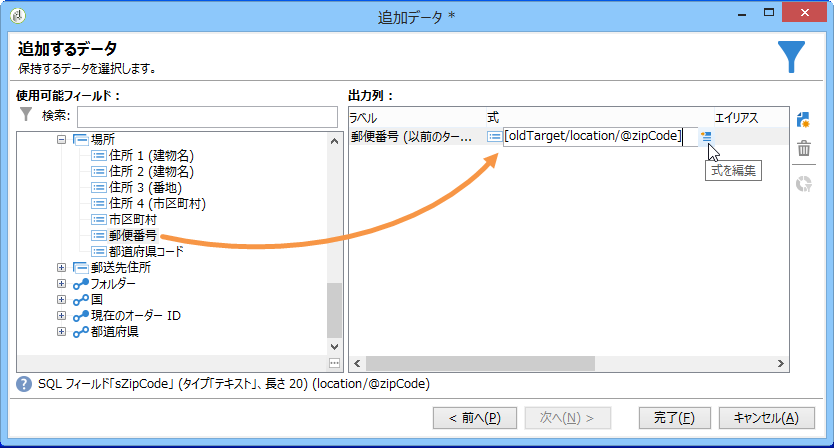 追加データ *
追加するデータ
保持するデータを選択します。
使用可能フィールド：
検索:
場所
住所 1 (建物名)
住所 2 (建物名)
住所 3 (番地)
住所 4 (市区町村)
市区町村
郵便番号
都道府県コード
郵送先住所
フォルダー
国
現在のオーダー ID
都道府県
出力列：
ラベル 式 エイリアス
郵便番号 (以前のター... [oldTarget/location/@zipCode]
式を編集
SQL フィールド「sZipCode」 (タイプ「テキスト」、長さ 20) (location/@zipCode)
< 前へ(P) 次へ(N) > 完了(F) キャンセル(A)